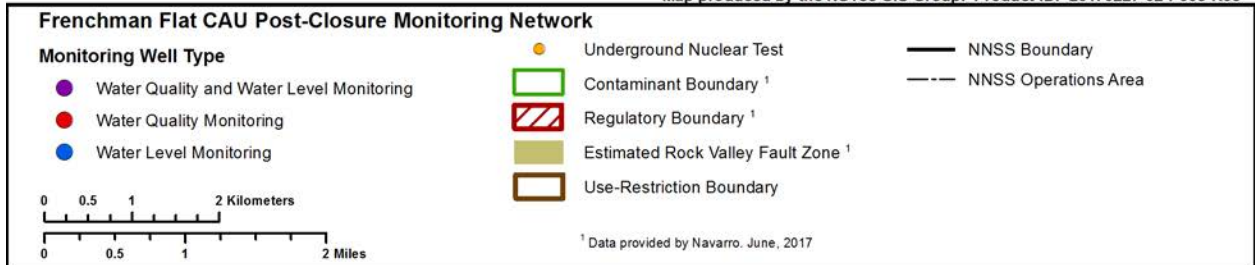 Frenchman Flat CAU Post-Closure Monitoring Network
Monitoring Well Type
Water Quality and Water Level Monitoring
Water Quality Monitoring
Water Level Monitoring
0 0.5 1 2 Kilometers
0 0.5 1 2 Miles
Underground Nuclear Test
Contaminant Boundary 1
Regulatory Boundary 1
Estimated Rock Valley Fault Zone 1
Use-Restriction Boundary
1 Data provided by Navarro. June, 2017
NNSS Boundary
NNSS Operations Area